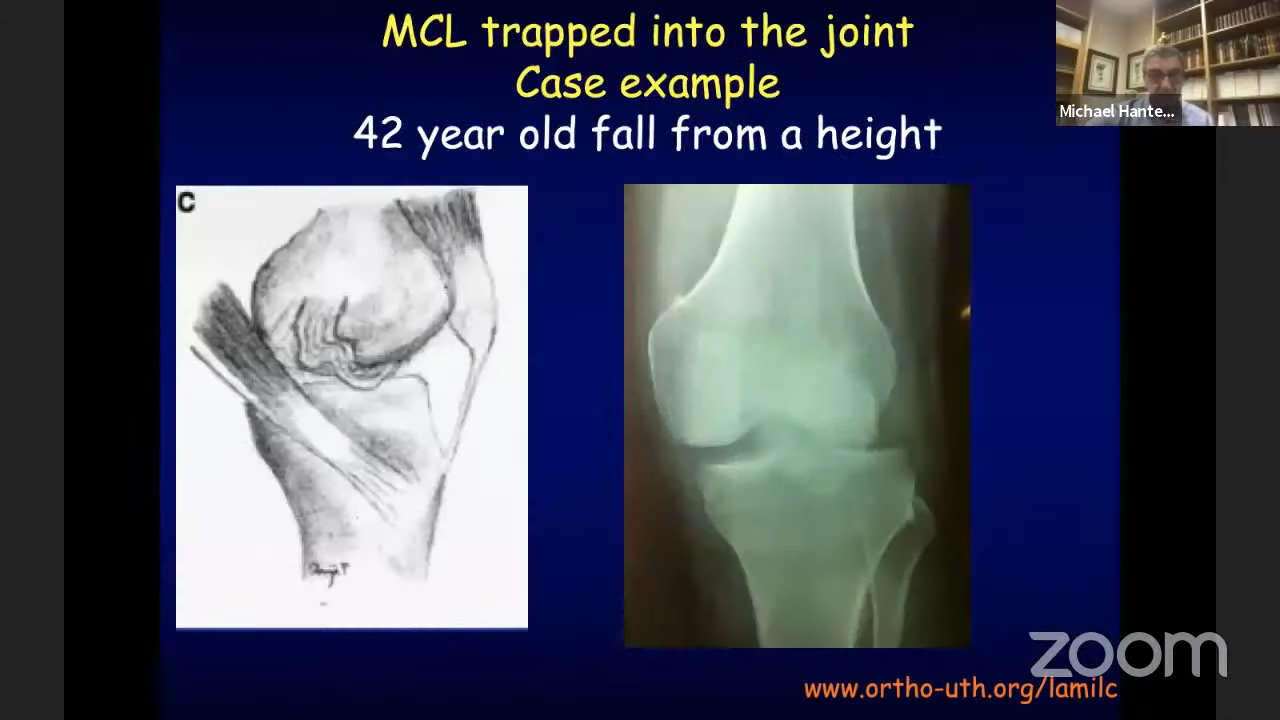 MCL trapped into the joint
Case example
42 year old fall from a height
Michael Hante...
C
zoom
www.ortho-uth.org/lamilc